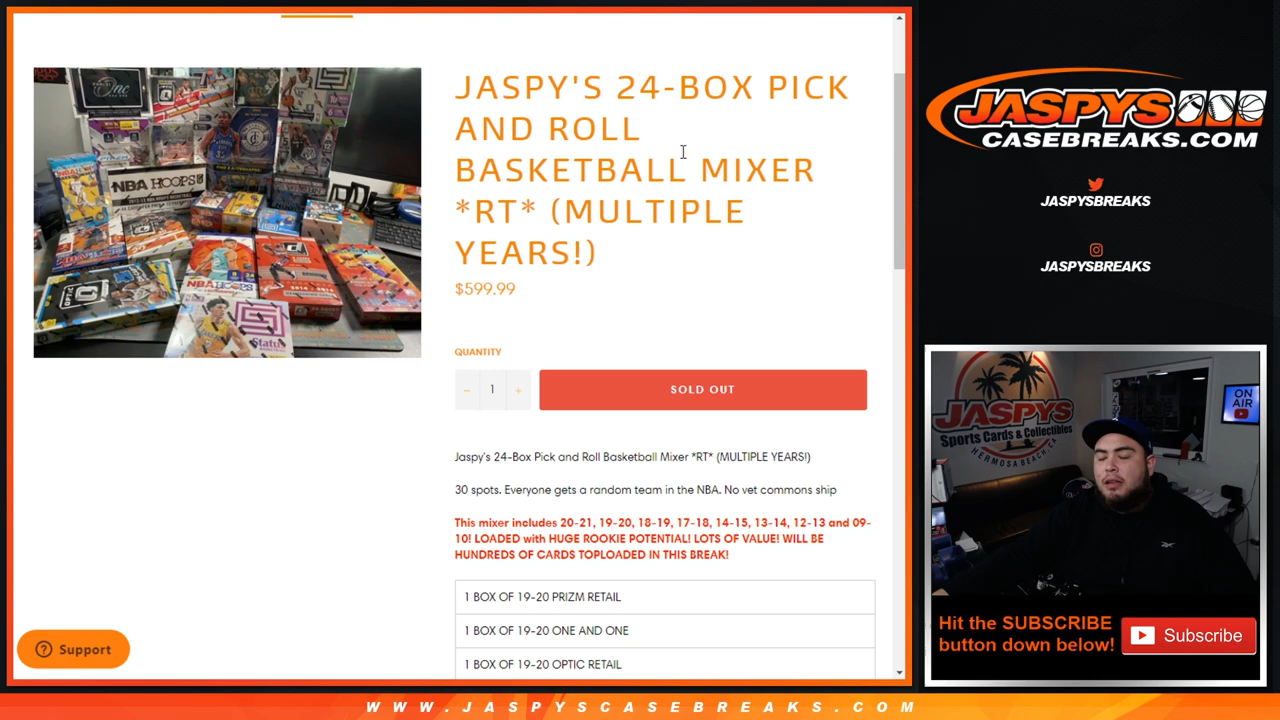 JASPY'S 24-BOX PICK
AND ROLL
BASKETBALL MIXER
*RT* (MULTIPLE
YEARS!)
$599.99
QUANTITY
− 1 +
SOLD OUT
Jaspy's 24-Box Pick and Roll Basketball Mixer *RT* (MULTIPLE YEARS!)
30 spots. Everyone gets a random team in the NBA. No vet commons ship
This mixer includes 20-21, 19-20, 18-19, 17-18, 14-15, 13-14, 12-13 and 09-
10! LOADED with HUGE ROOKIE POTENTIAL! LOTS OF VALUE! WILL BE
HUNDREDS OF CARDS TOPLOADED IN THIS BREAK!
1 BOX OF 19-20 PRIZM RETAIL
1 BOX OF 19-20 ONE AND ONE
1 BOX OF 19-20 OPTIC RETAIL
Support
NBA HOOPS
NBA HOOPS
Status
JASPYS
CASEBREAKS.COM
JASPYSBREAKS
JASPYSBREAKS
JASPYS
Sports Cards & Collectibles
HERMOSA BEACH, CA
ON
AIR
Hit the SUBSCRIBE
button down below!
Subscribe
WWW.JASPYSCASEBREAKS.COM